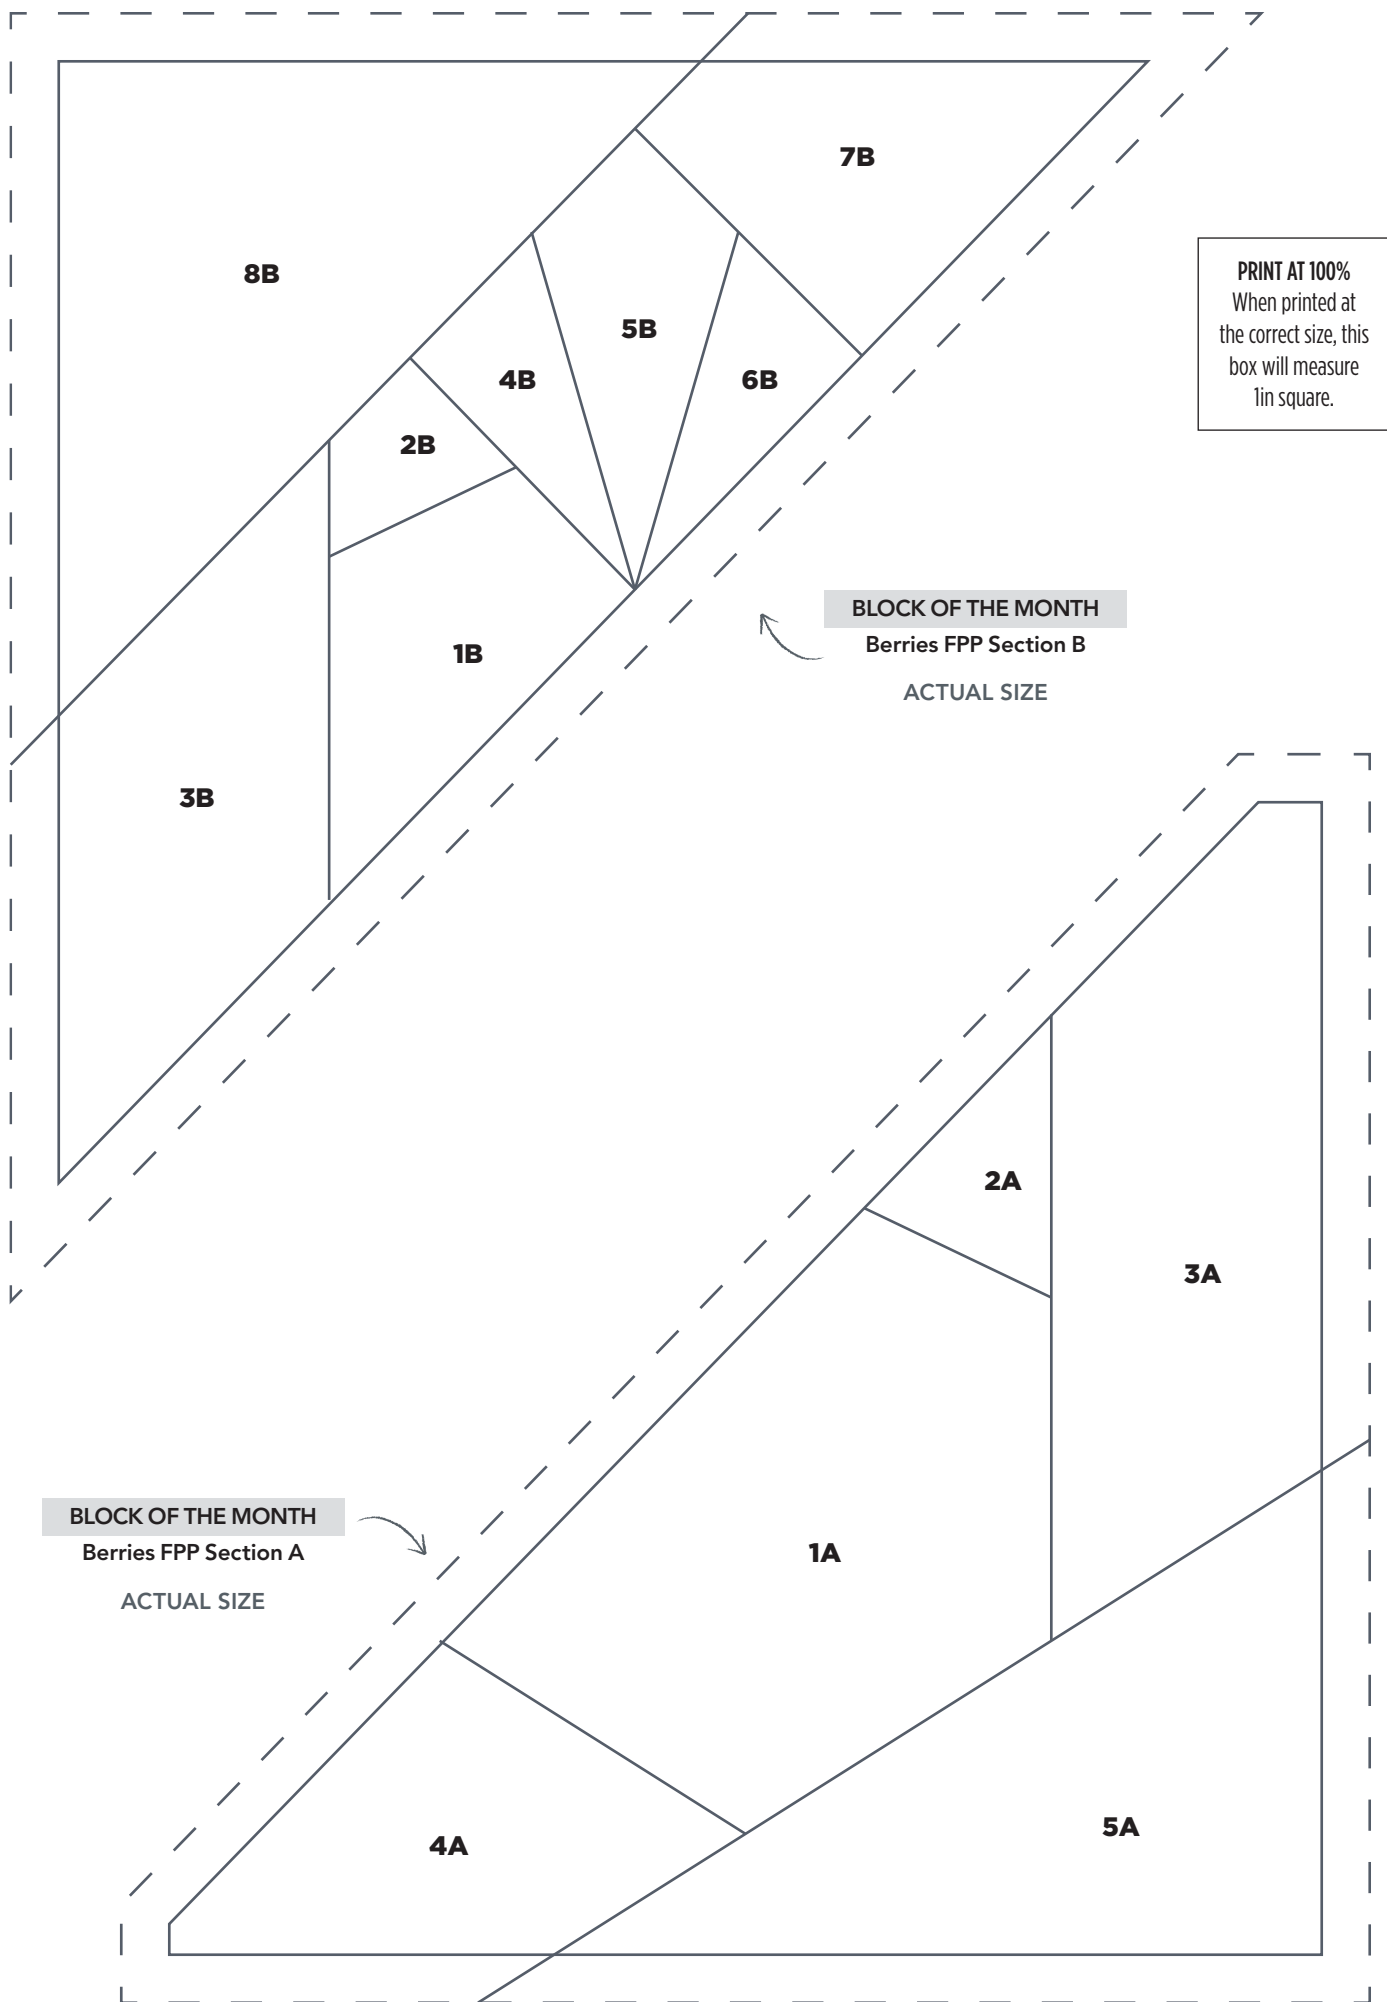 7B
8B
PRINT AT 100%
When printed at
the correct size, this
box will measure
1in square.
5B
4B
6B
2B
BLOCK OF THE MONTH
Berries FPP Section B
ACTUAL SIZE
1B
3B
2A
3A
BLOCK OF THE MONTH
Berries FPP Section A
ACTUAL SIZE
1A
5A
4A